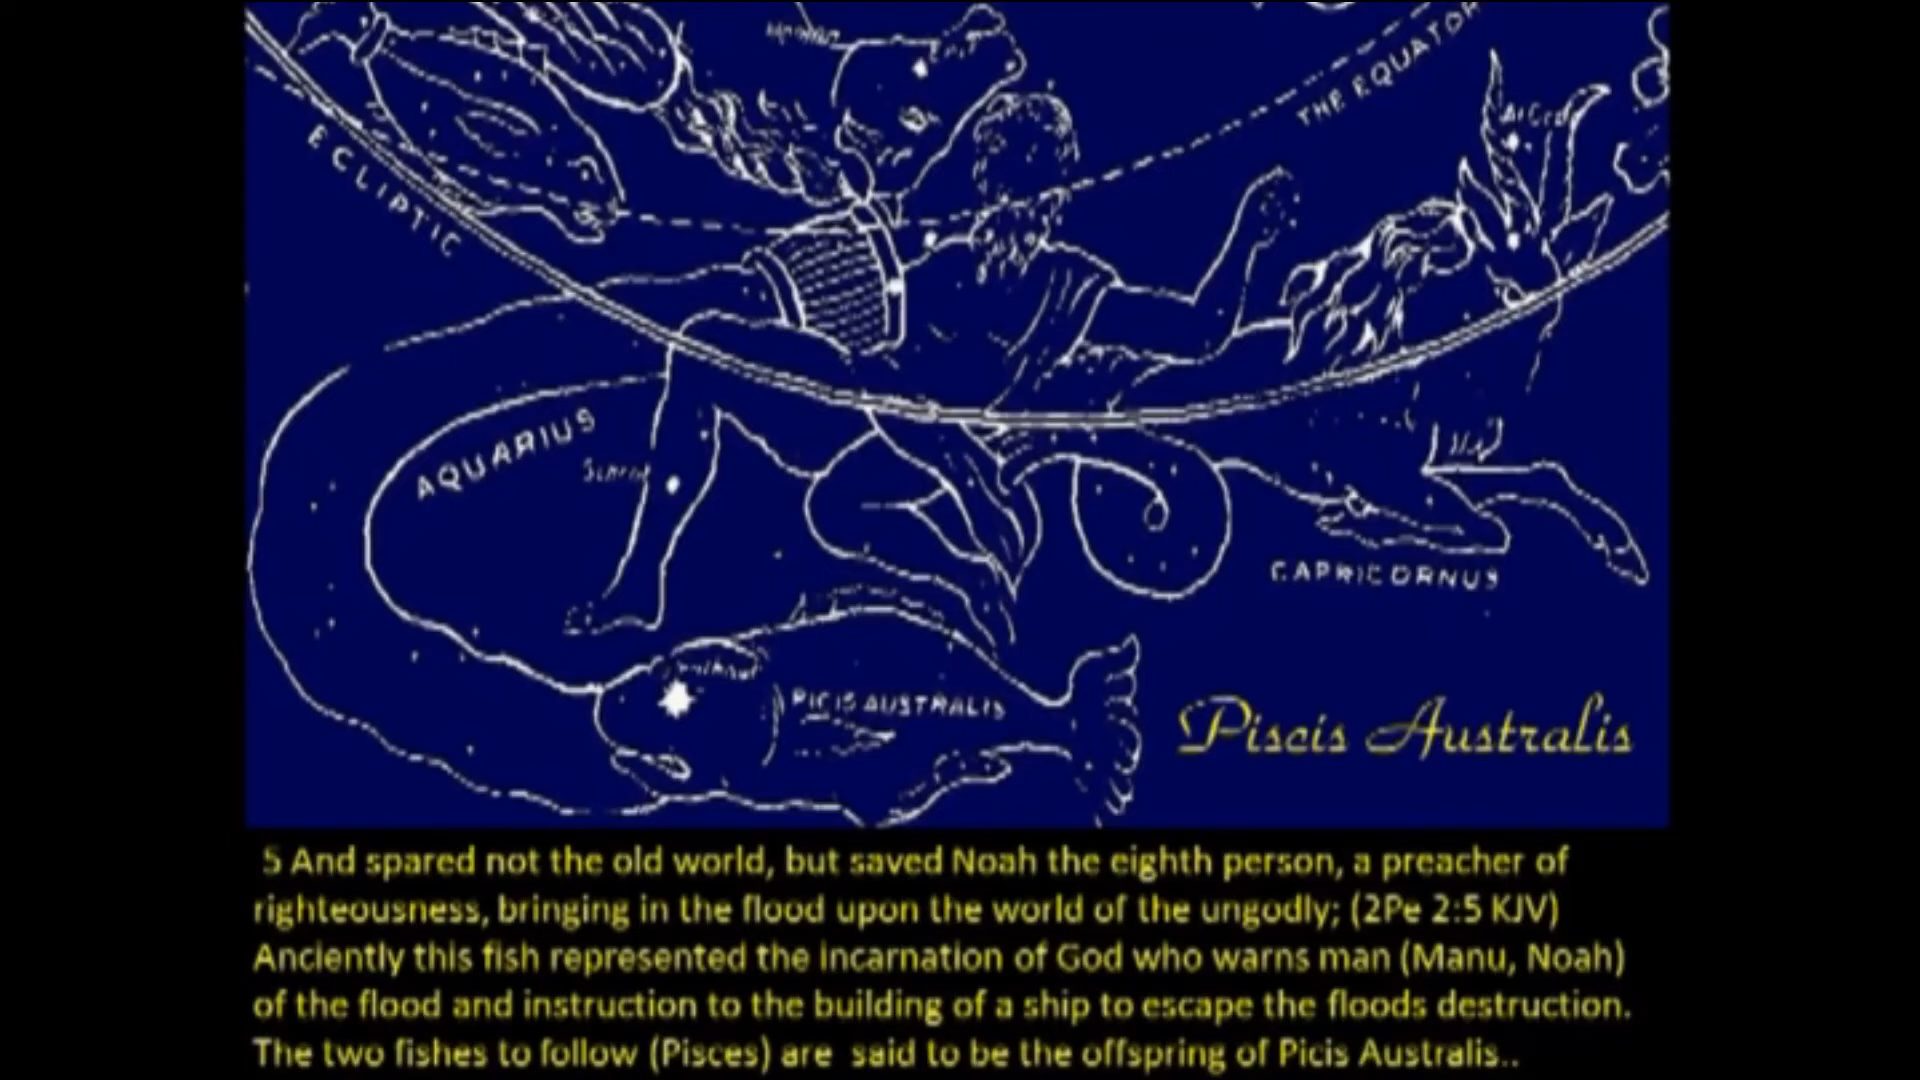 THE EQUATOR
ECLIPTIC
AQUARIUS
CAPRICORNUS
PICIS AUSTRALIS
Piscis Australis
5 And spared not the old world, but saved Noah the eighth person, a preacher of
righteousness, bringing in the flood upon the world of the ungodly; (2Pe 2:5 KJV)
Anciently this fish represented the incarnation of God who warns man (Manu, Noah)
of the flood and instruction to the building of a ship to escape the floods destruction.
The two fishes to follow (Pisces) are said to be the offspring of Picis Australis..